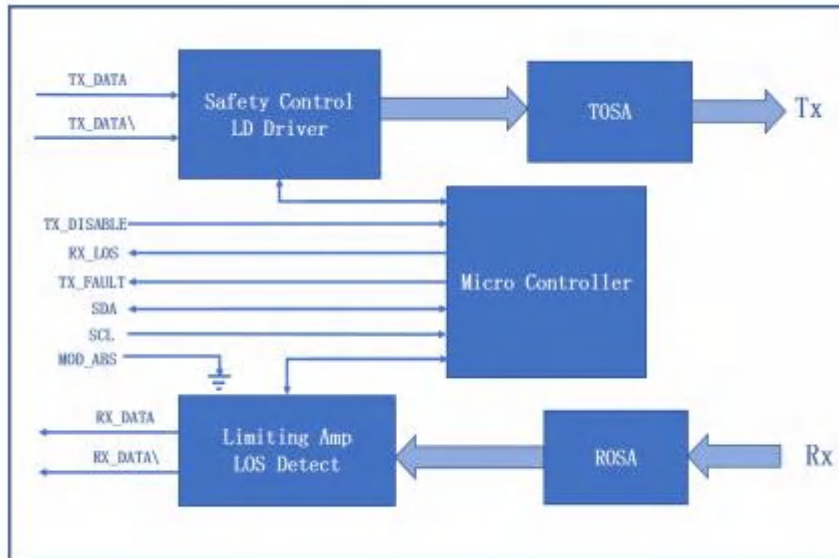 TX_DATA
TX_DATA\
Safety Control
LD Driver
TOSA
Tx
TX_DISABLE
RX_LOS
TX_FAULT
SDA
SCL
MOD_ABS
Micro Controller
RX_DATA
RX_DATA\
Limiting Amp
LOS Detect
ROSA
Rx